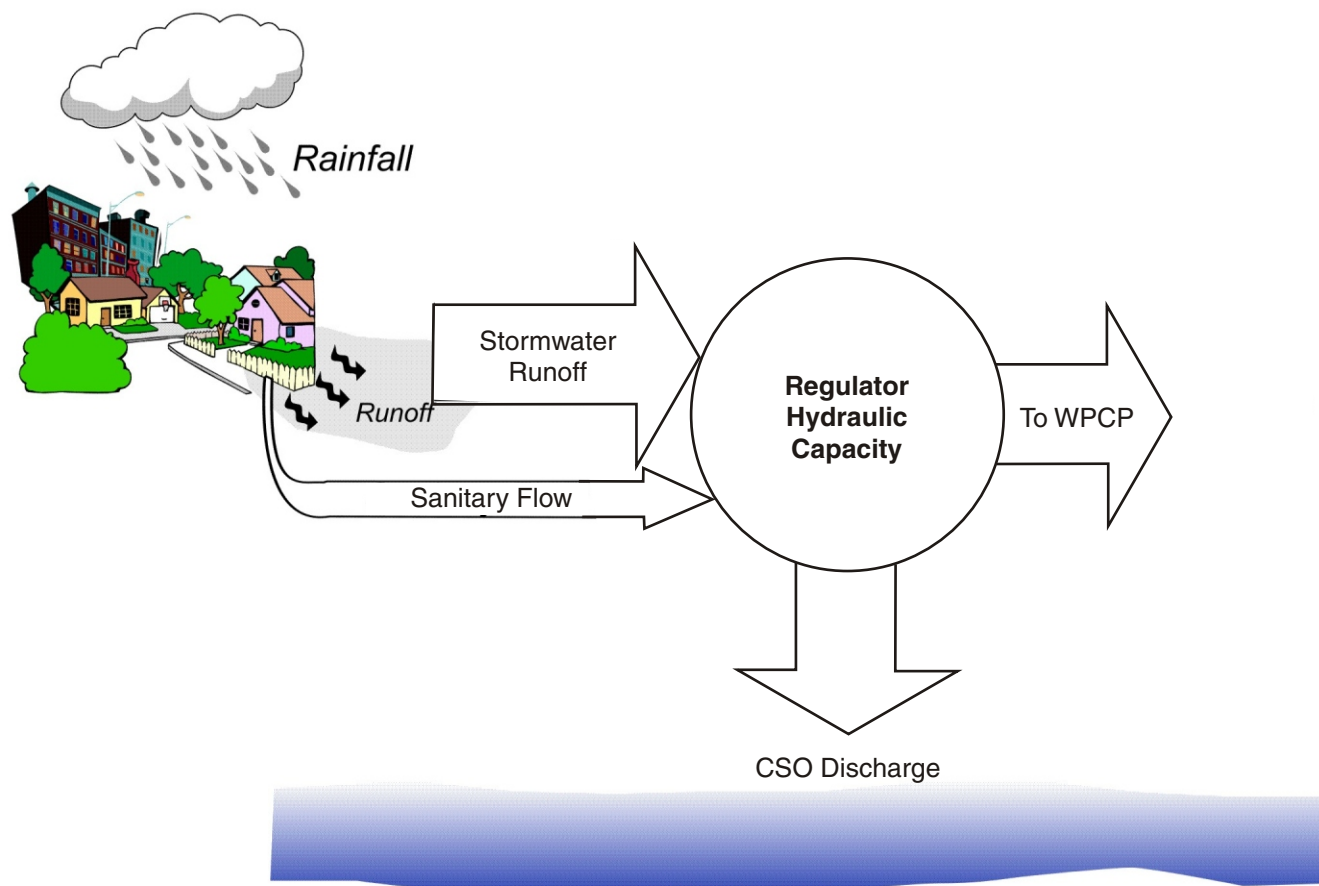 Rainfall
Stormwater
Runoff
Runoff
Regulator
Hydraulic
Capacity
To WPCP
Sanitary Flow
CSO Discharge